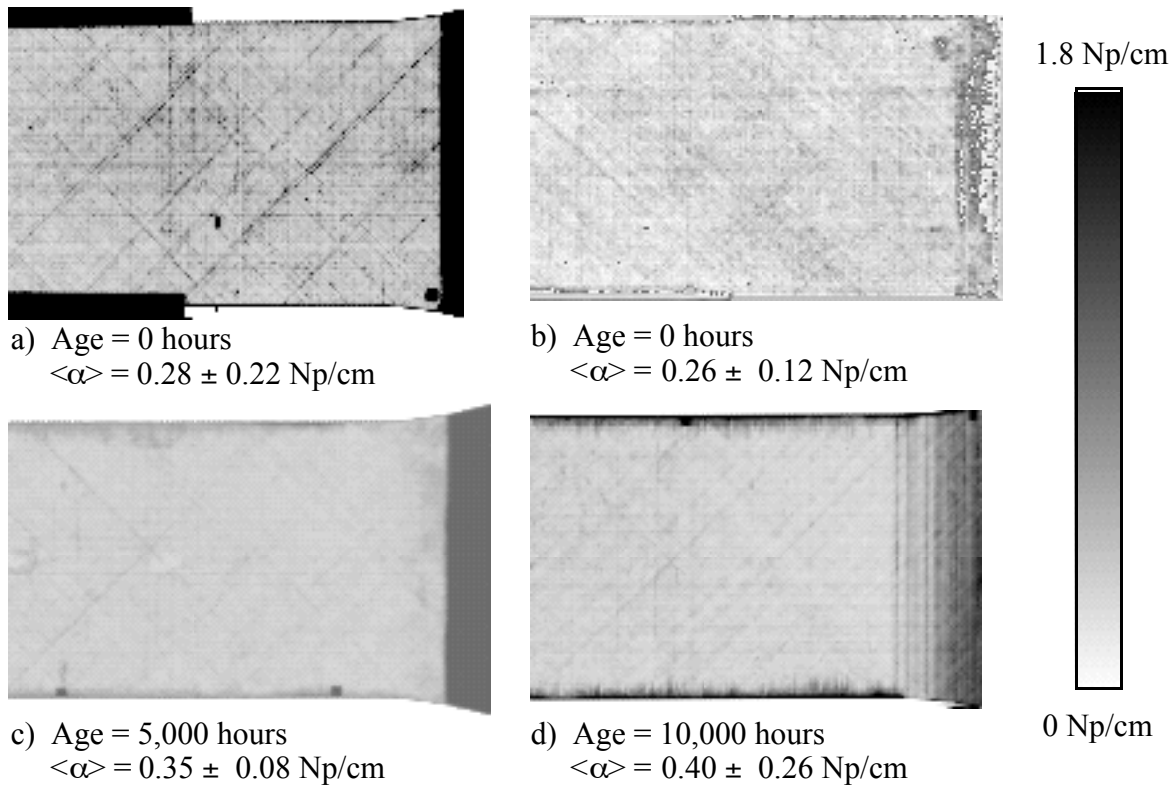 1.8 Np/cm
a) Age = 0 hours
<α> = 0.28 ± 0.22 Np/cm
b) Age = 0 hours
<α> = 0.26 ± 0.12 Np/cm
c) Age = 5,000 hours
<α> = 0.35 ± 0.08 Np/cm
d) Age = 10,000 hours
<α> = 0.40 ± 0.26 Np/cm
0 Np/cm